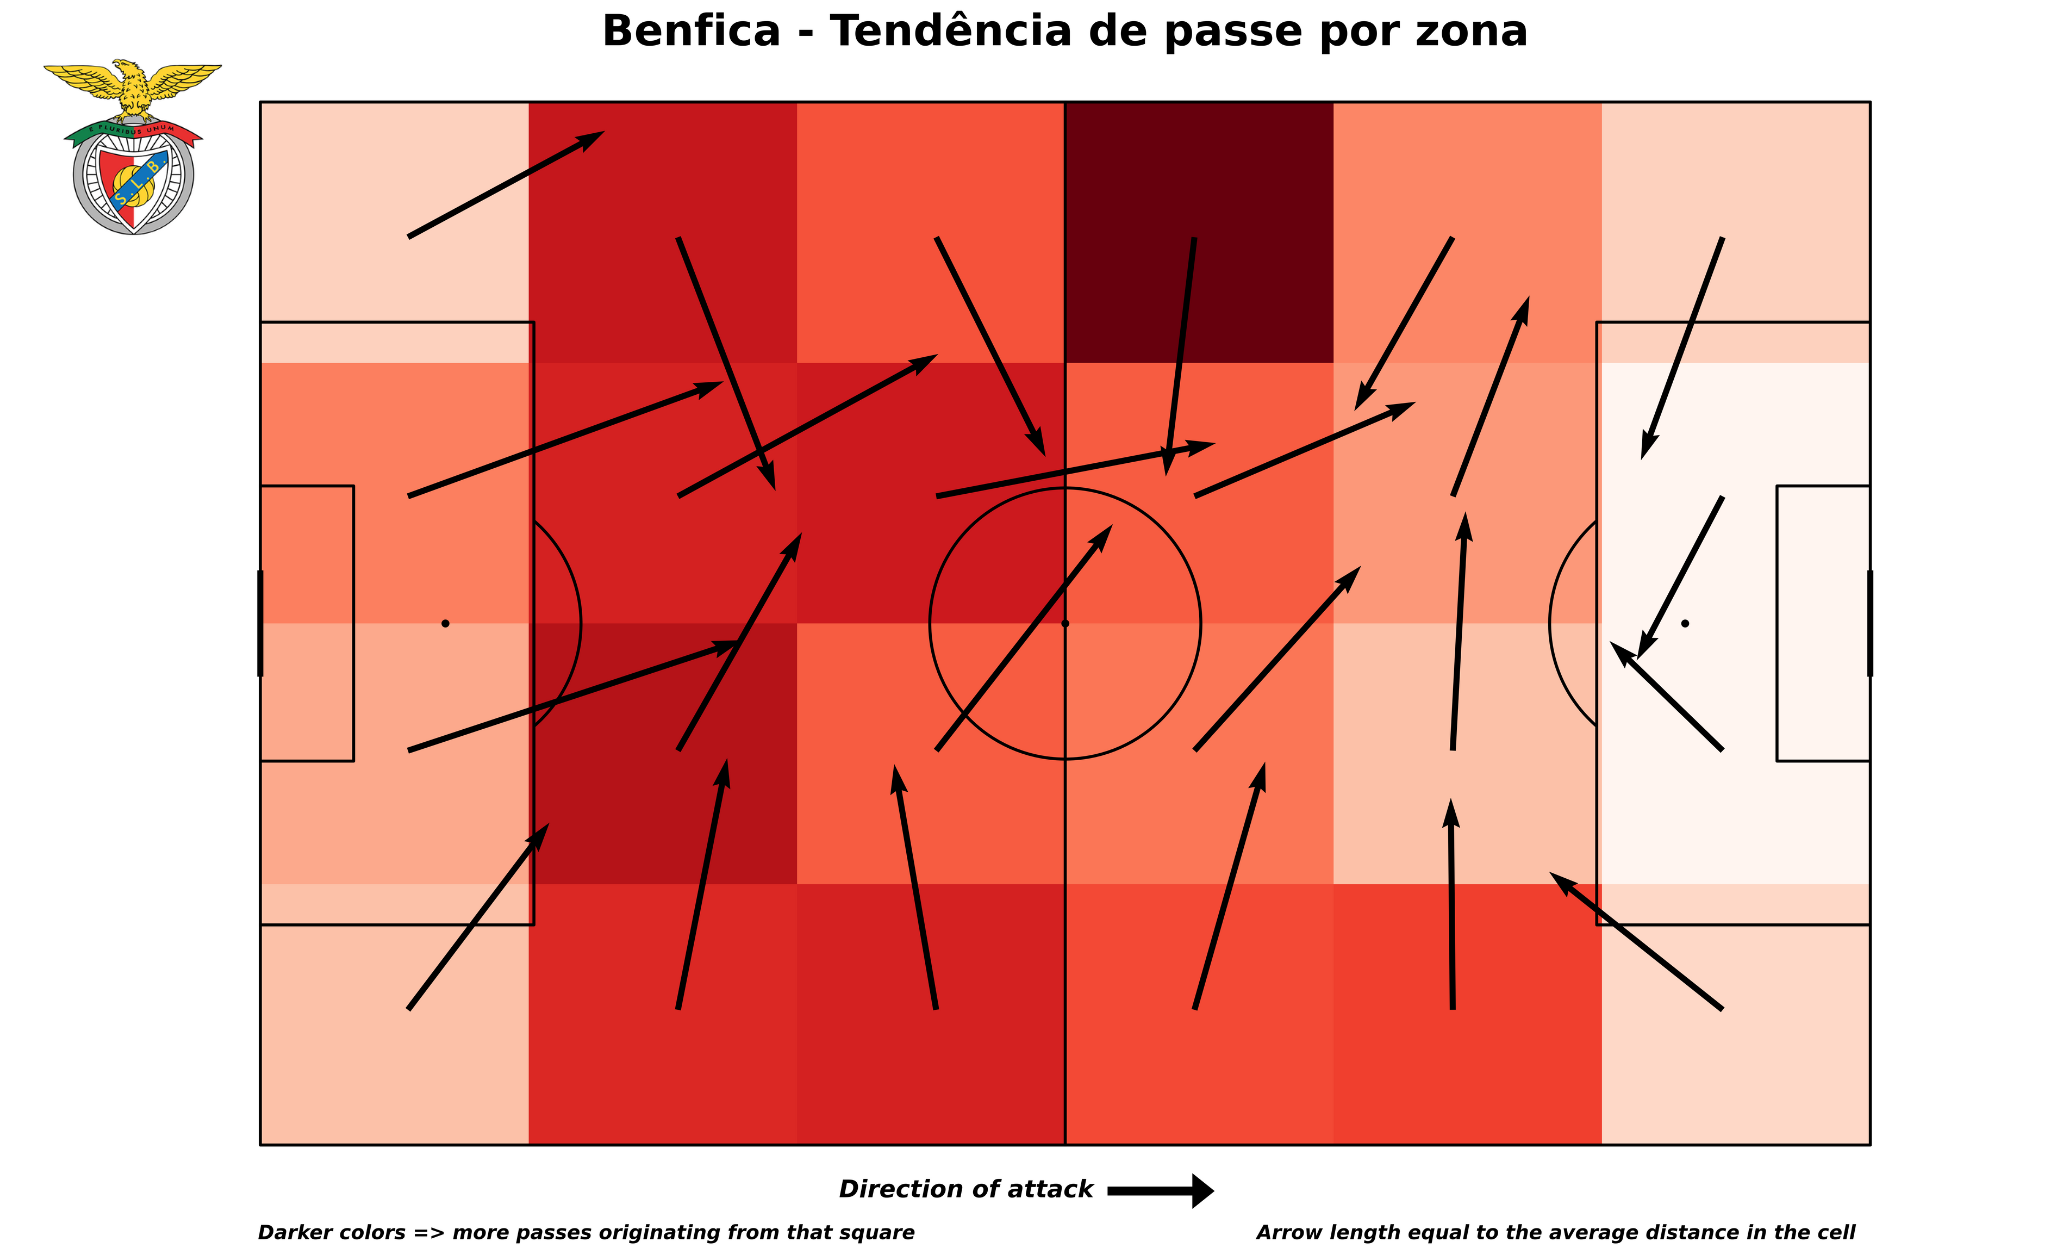 Benfica - Tendência de passe por zona
E PLURIBUS UNUM
S.L.B.
Direction of attack
Darker colors => more passes originating from that square
Arrow length equal to the average distance in the cell